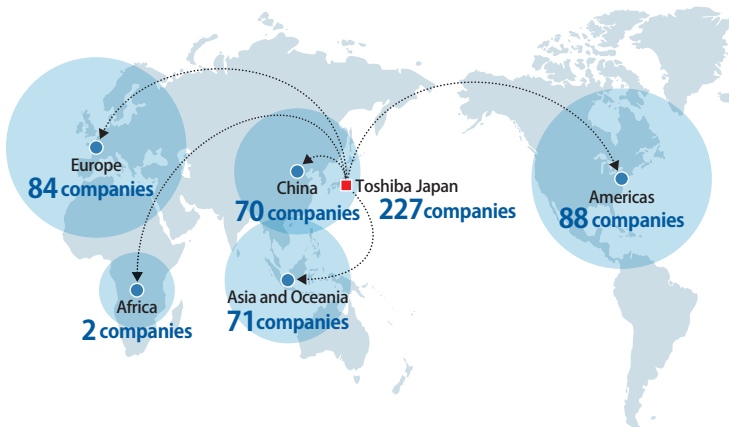 Europe
84 companies
China
70 companies
Toshiba Japan
227 companies
Americas
88 companies
Africa
2 companies
Asia and Oceania
71 companies